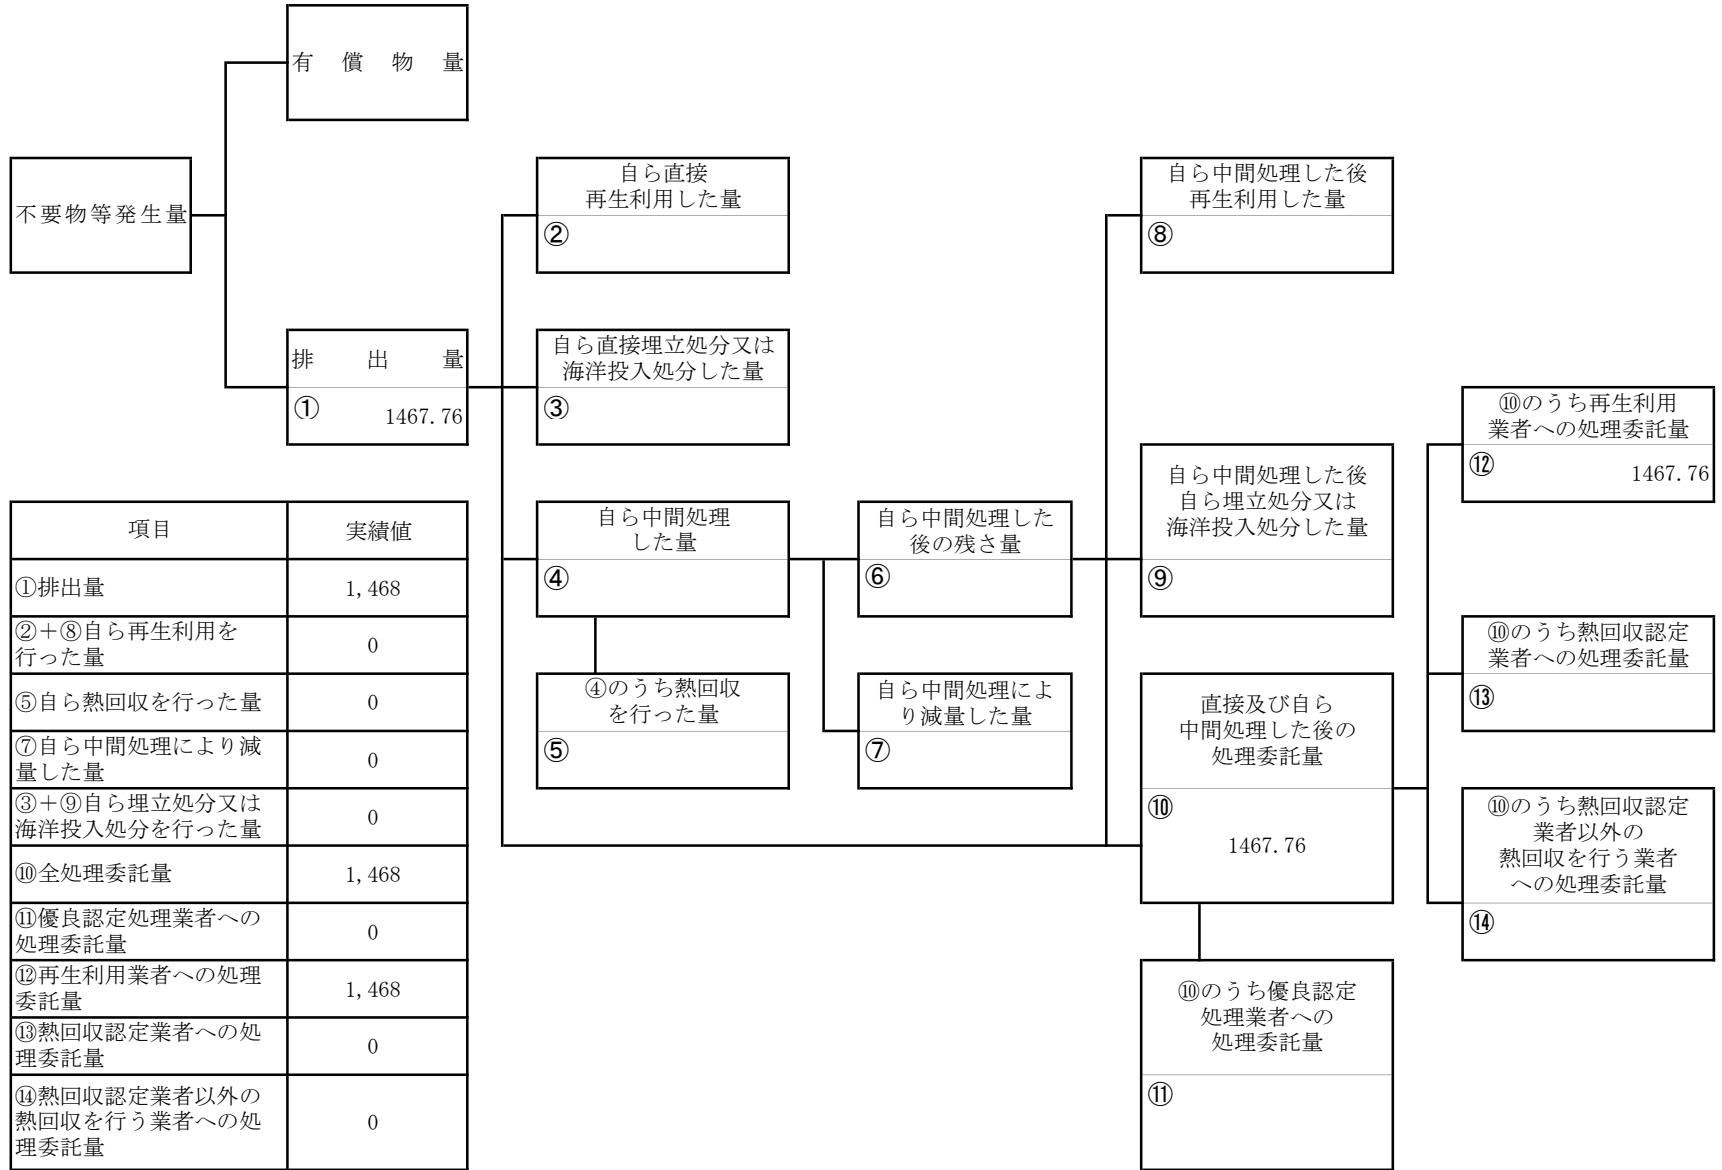 有償物量
不要物等発生量
自ら直接
再生利用した量
②
自ら中間処理した後
再生利用した量
⑧
排出量
① 1467.76
自ら直接埋立処分又は
海洋投入処分した量
③
⑩のうち再生利用
業者への処理委託量
⑫ 1467.76
自ら中間処理した後
自ら埋立処分又は
海洋投入処分した量
⑨
自ら中間処理
した量
④
自ら中間処理した
後の残さ量
⑥
⑩のうち熱回収認定
業者への処理委託量
⑬
④のうち熱回収
を行った量
⑤
自ら中間処理によ
り減量した量
⑦
直接及び自ら
中間処理した後の
処理委託量
⑩
1467.76
⑩のうち熱回収認定
業者以外の
熱回収を行う業者
への処理委託量
⑭
⑩のうち優良認定
処理業者への
処理委託量
⑪
項目 実績値
①排出量 1,468
②＋⑧自ら再生利用を
行った量 0
⑤自ら熱回収を行った量 0
⑦自ら中間処理により減
量した量 0
③＋⑨自ら埋立処分又は
海洋投入処分を行った量 0
⑩全処理委託量 1,468
⑪優良認定処理業者への
処理委託量 0
⑫再生利用業者への処理
委託量 1,468
⑬熱回収認定業者への処
理委託量 0
⑭熱回収認定業者以外の
熱回収を行う業者への処
理委託量 0